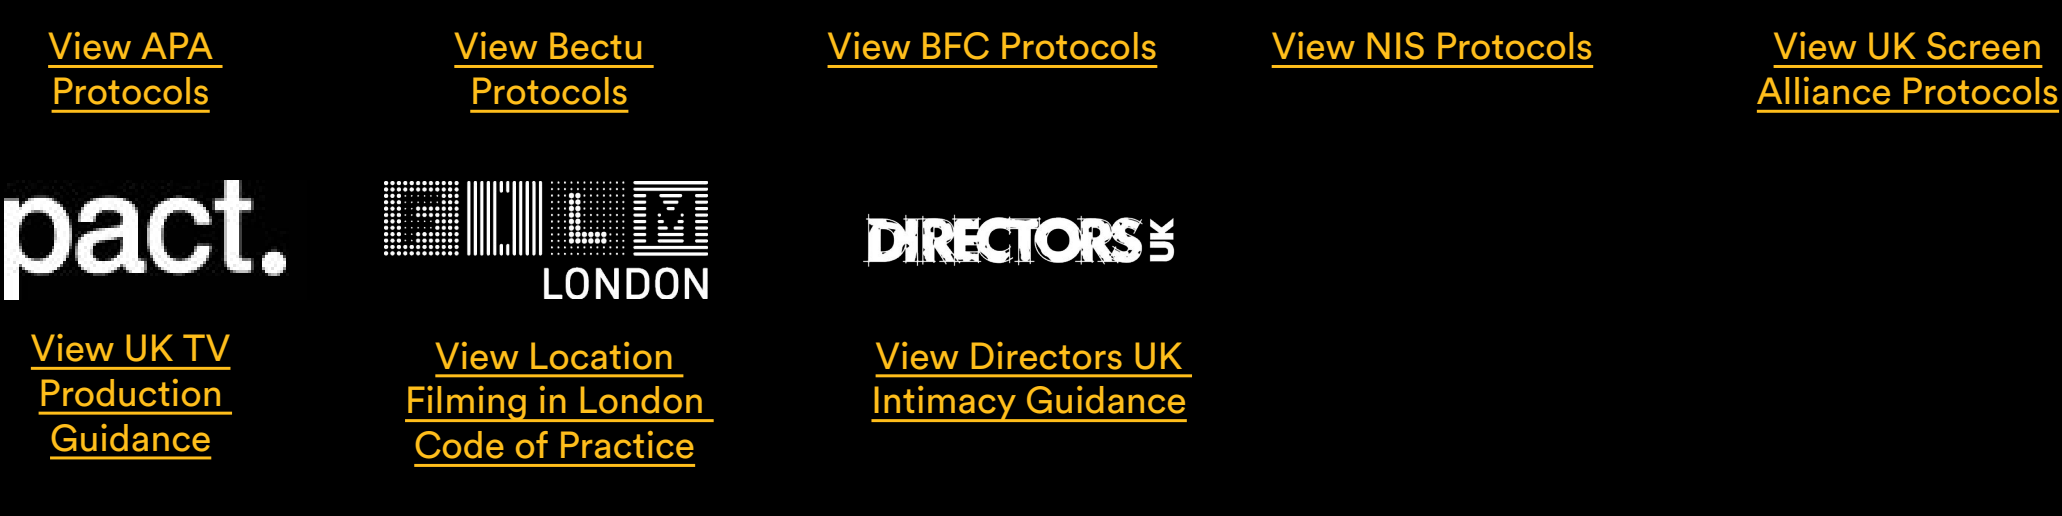 View APA
Protocols
View Bectu
Protocols
View BFC Protocols
View NIS Protocols
View UK Screen
Alliance Protocols
pact.
FILM
LONDON
DIRECTORS UK
View UK TV
Production
Guidance
View Location
Filming in London
Code of Practice
View Directors UK
Intimacy Guidance